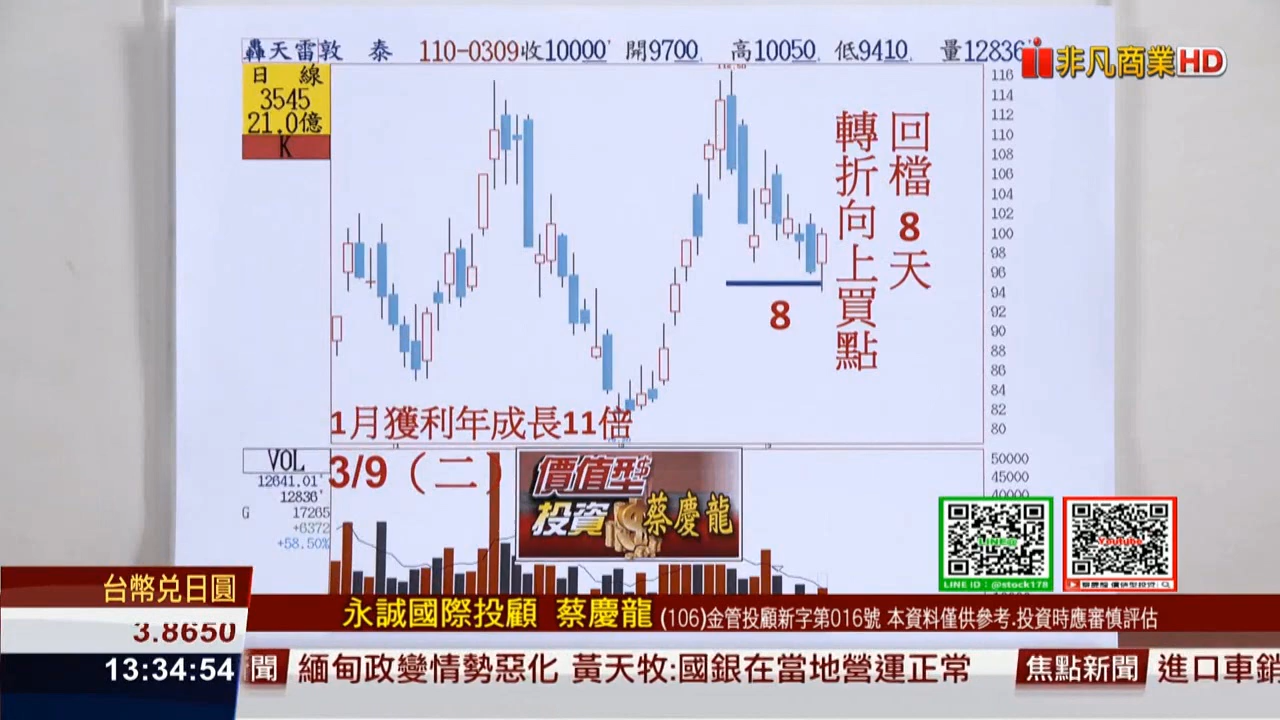 轟天雷敦 泰 110-0309收10000' 開9700. 高10050. 低9410. 量12836'
非凡商業HD
日 線
3545
21.0億
K
116
114
112
110
108
106
104
102
100
98
96
94
92
90
88
86
84
82
80
回檔8天
轉折向上買點
8
1月獲利年成長11倍
3/9（二）
VOL
12641.01'
12836'
G 17265
+6372
+58.50%
50000
45000
40000
價值型$
投資 蔡慶龍
LINE@
LINE ID：@stock178
Youtube
台幣兌日圓
3.8650
13:34:54
永誠國際投顧 蔡慶龍 (106)金管投顧新字第016號 本資料僅供參考.投資時應審慎評估
聞 緬甸政變情勢惡化 黃天牧:國銀在當地營運正常 焦點新聞 進口車銷